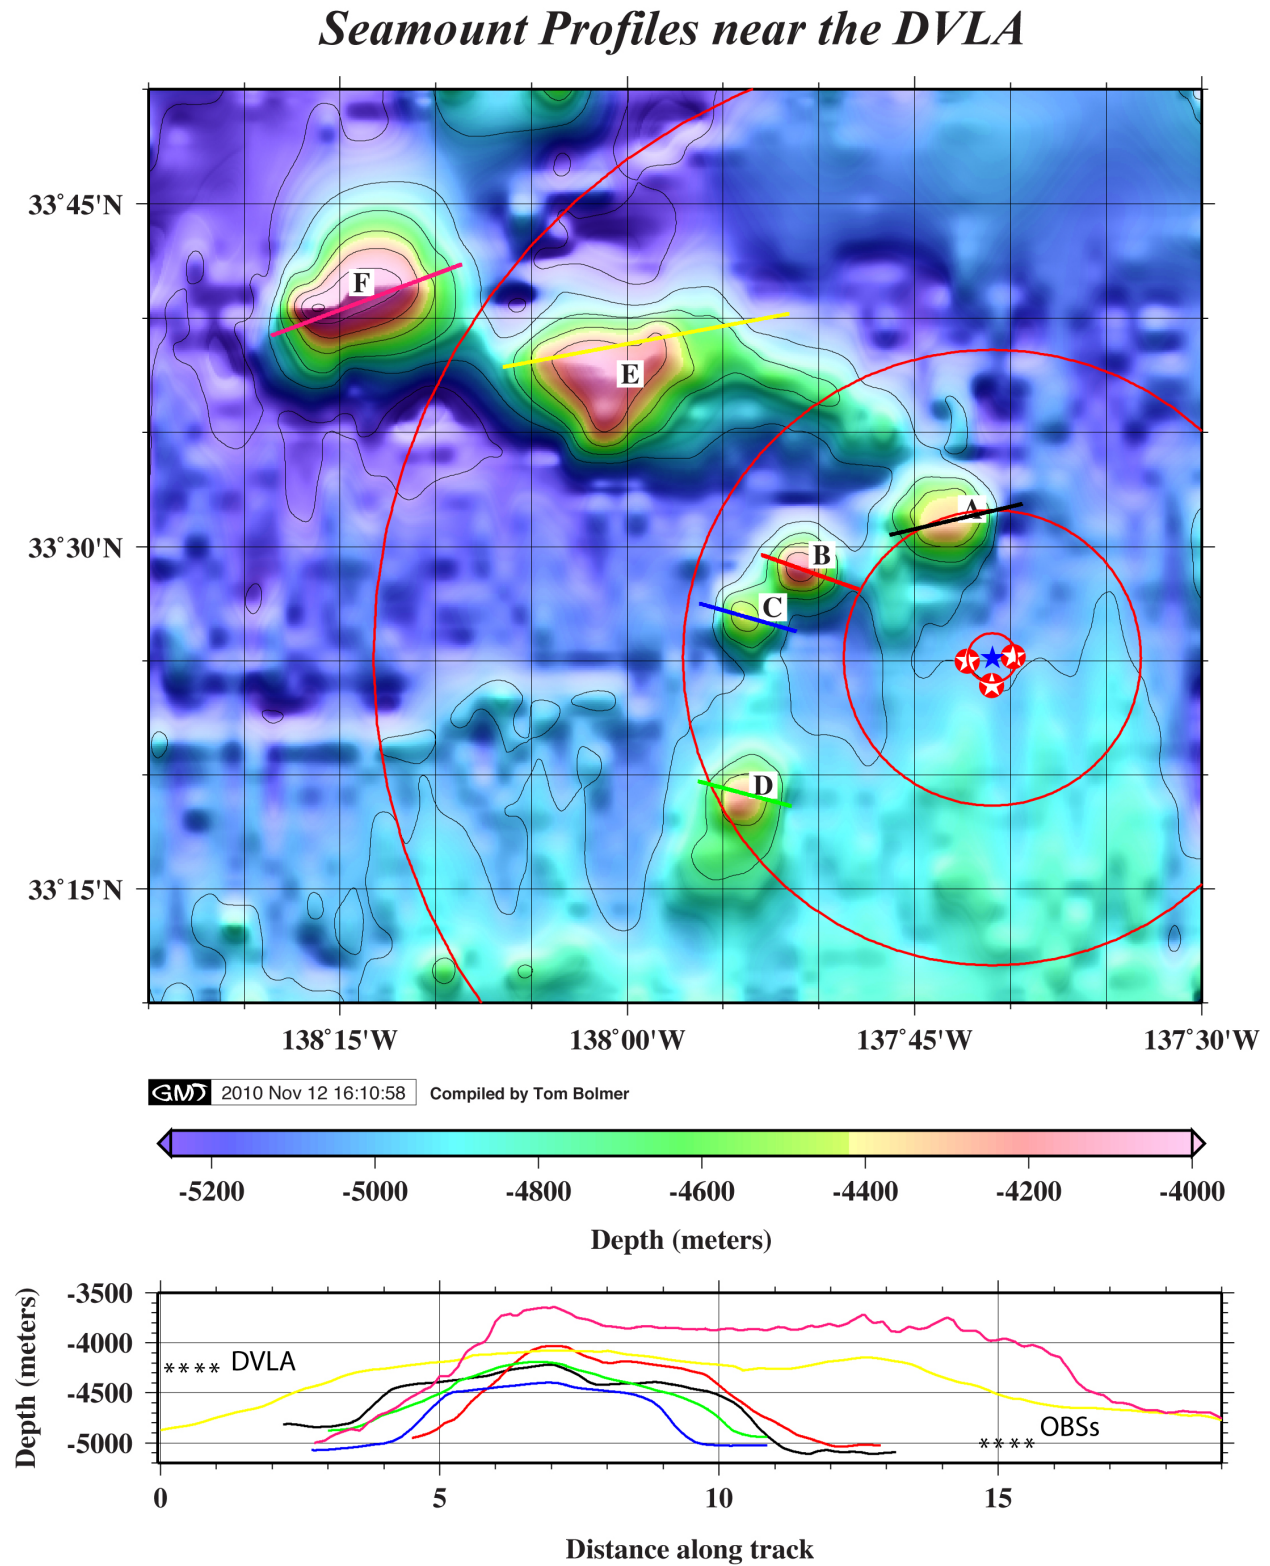 Seamount Profiles near the DVLA
33°45'N
F
E
A
33°30'N
B
C
D
33°15'N
138°15'W 138°00'W 137°45'W 137°30'W
GMT 2010 Nov 12 16:10:58 Compiled by Tom Bolmer
-5200 -5000 -4800 -4600 -4400 -4200 -4000
Depth (meters)
Depth (meters)
-3500
-4000
**** DVLA
-4500
OBSs
-5000 ****
0 5 10 15
Distance along track